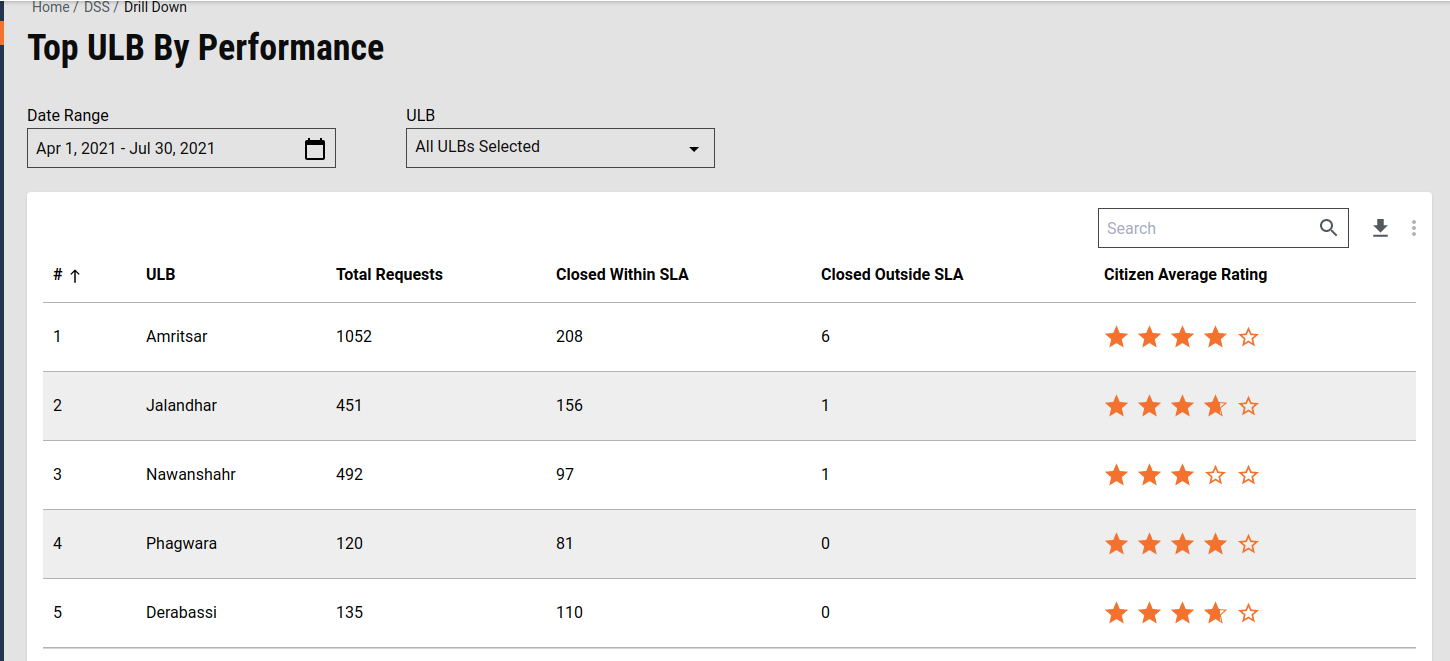 Home / DSS / Drill Down
Top ULB By Performance
Date Range
ULB
Apr 1, 2021 - Jul 30, 2021
All ULBs Selected
Search
# ↑ ULB Total Requests Closed Within SLA Closed Outside SLA Citizen Average Rating
1 Amritsar 1052 208 6
2 Jalandhar 451 156 1
3 Nawanshahr 492 97 1
4 Phagwara 120 81 0
5 Derabassi 135 110 0